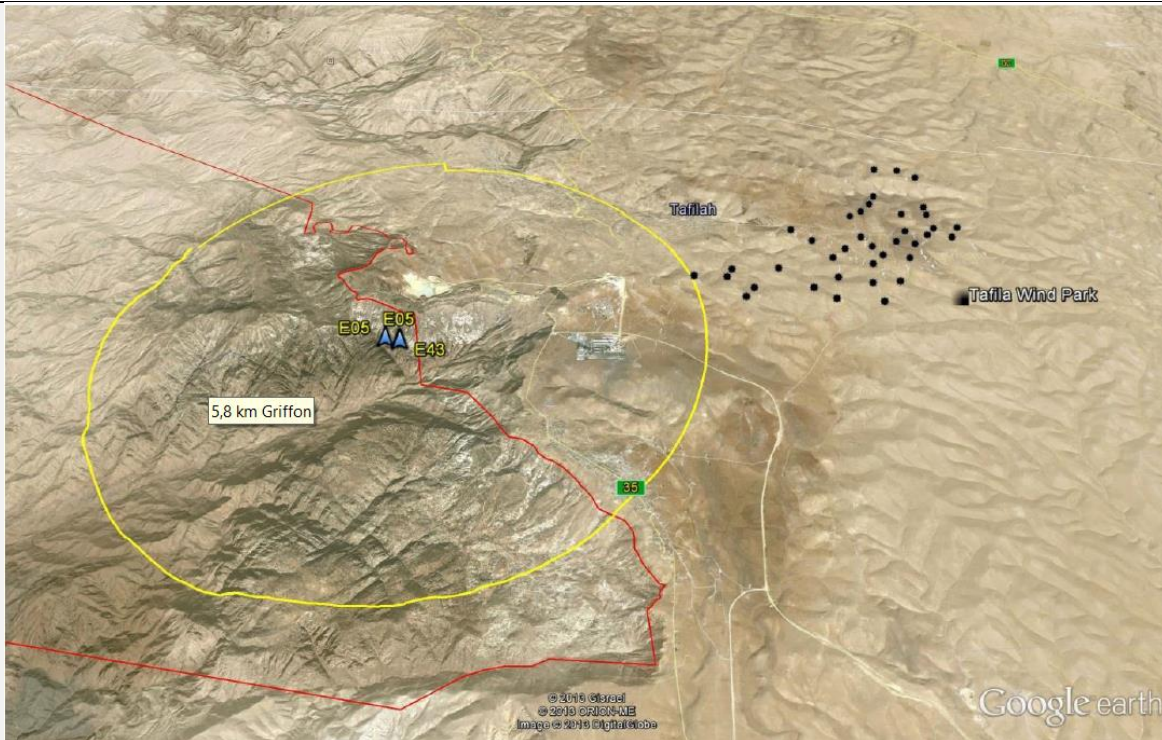 Tafilah
Tafila Wind Park
E05
E05
E43
5,8 km Griffon
35
© 2013 Gisrael
© 2013 ORION-ME
Image © 2013 DigitalGlobe
Google earth